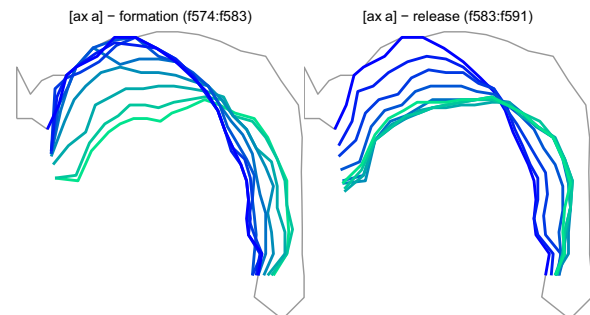 [ax a] − formation (f574:f583)
[ax a] − release (f583:f591)